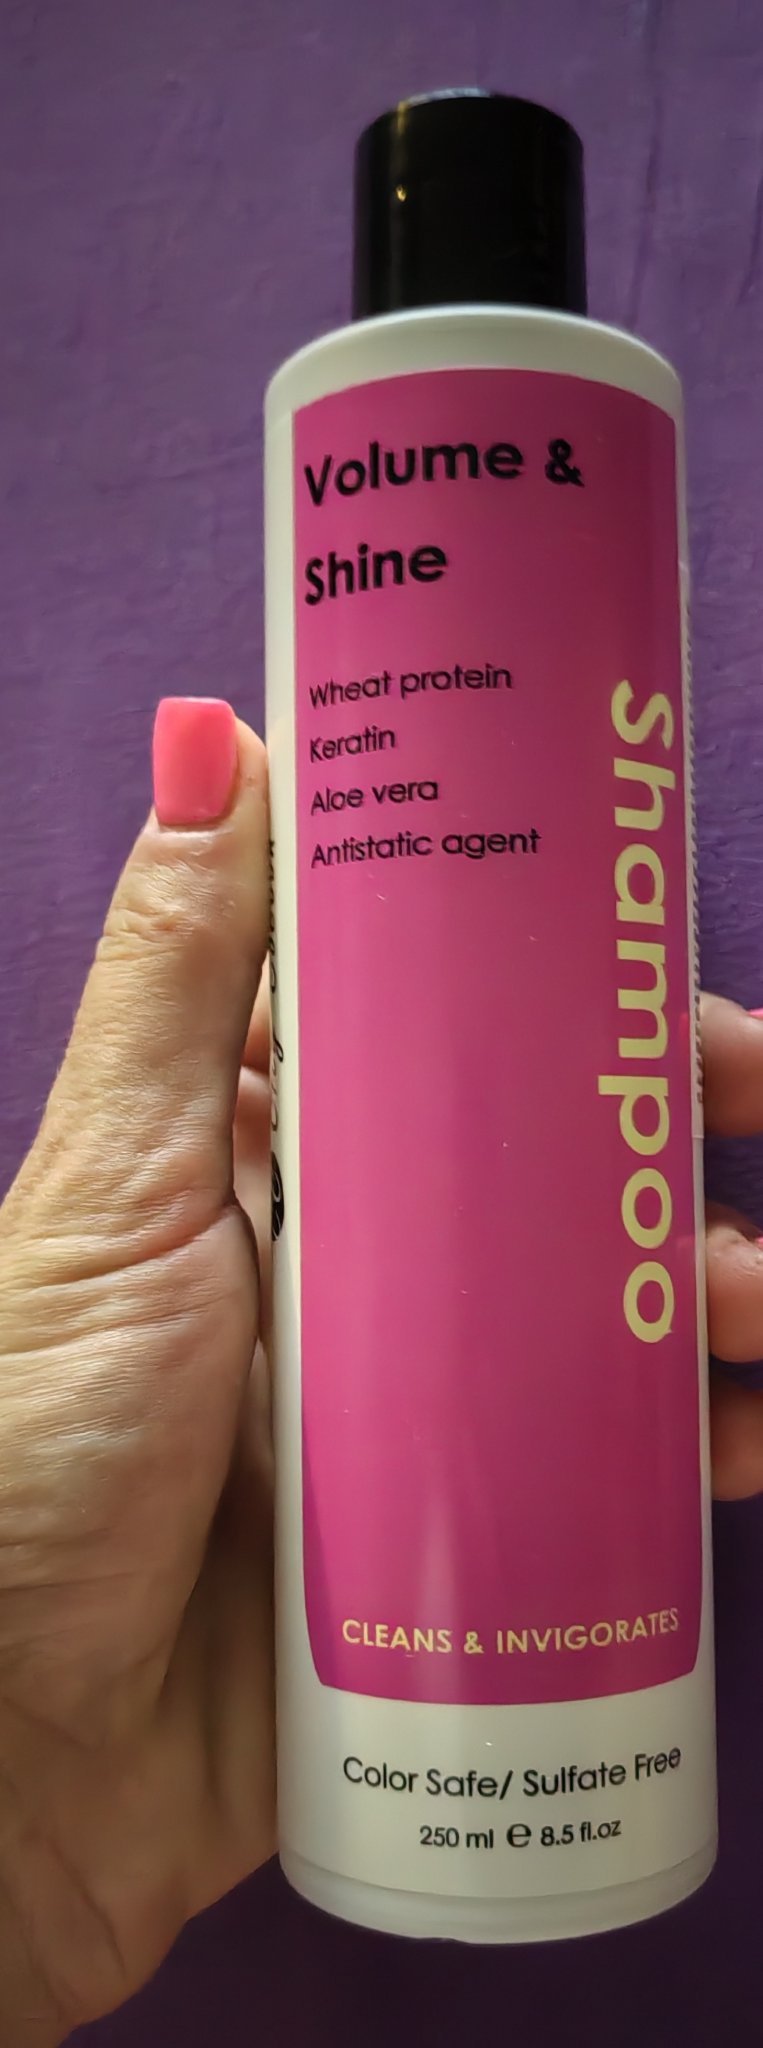 Volume &
Shine
Wheat protein
Keratin
Aloe vera
Antistatic agent
Shampoo
CLEANS & INVIGORATES
Color Safe/ Sulfate Free
250 ml ℮ 8.5 fl.oz